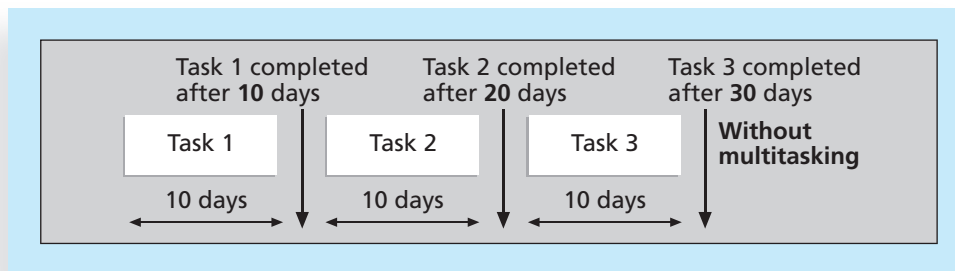 Task 1 completed
after 10 days
Task 2 completed
after 20 days
Task 3 completed
after 30 days
Task 1
Task 2
Task 3
Without
multitasking
10 days
10 days
10 days